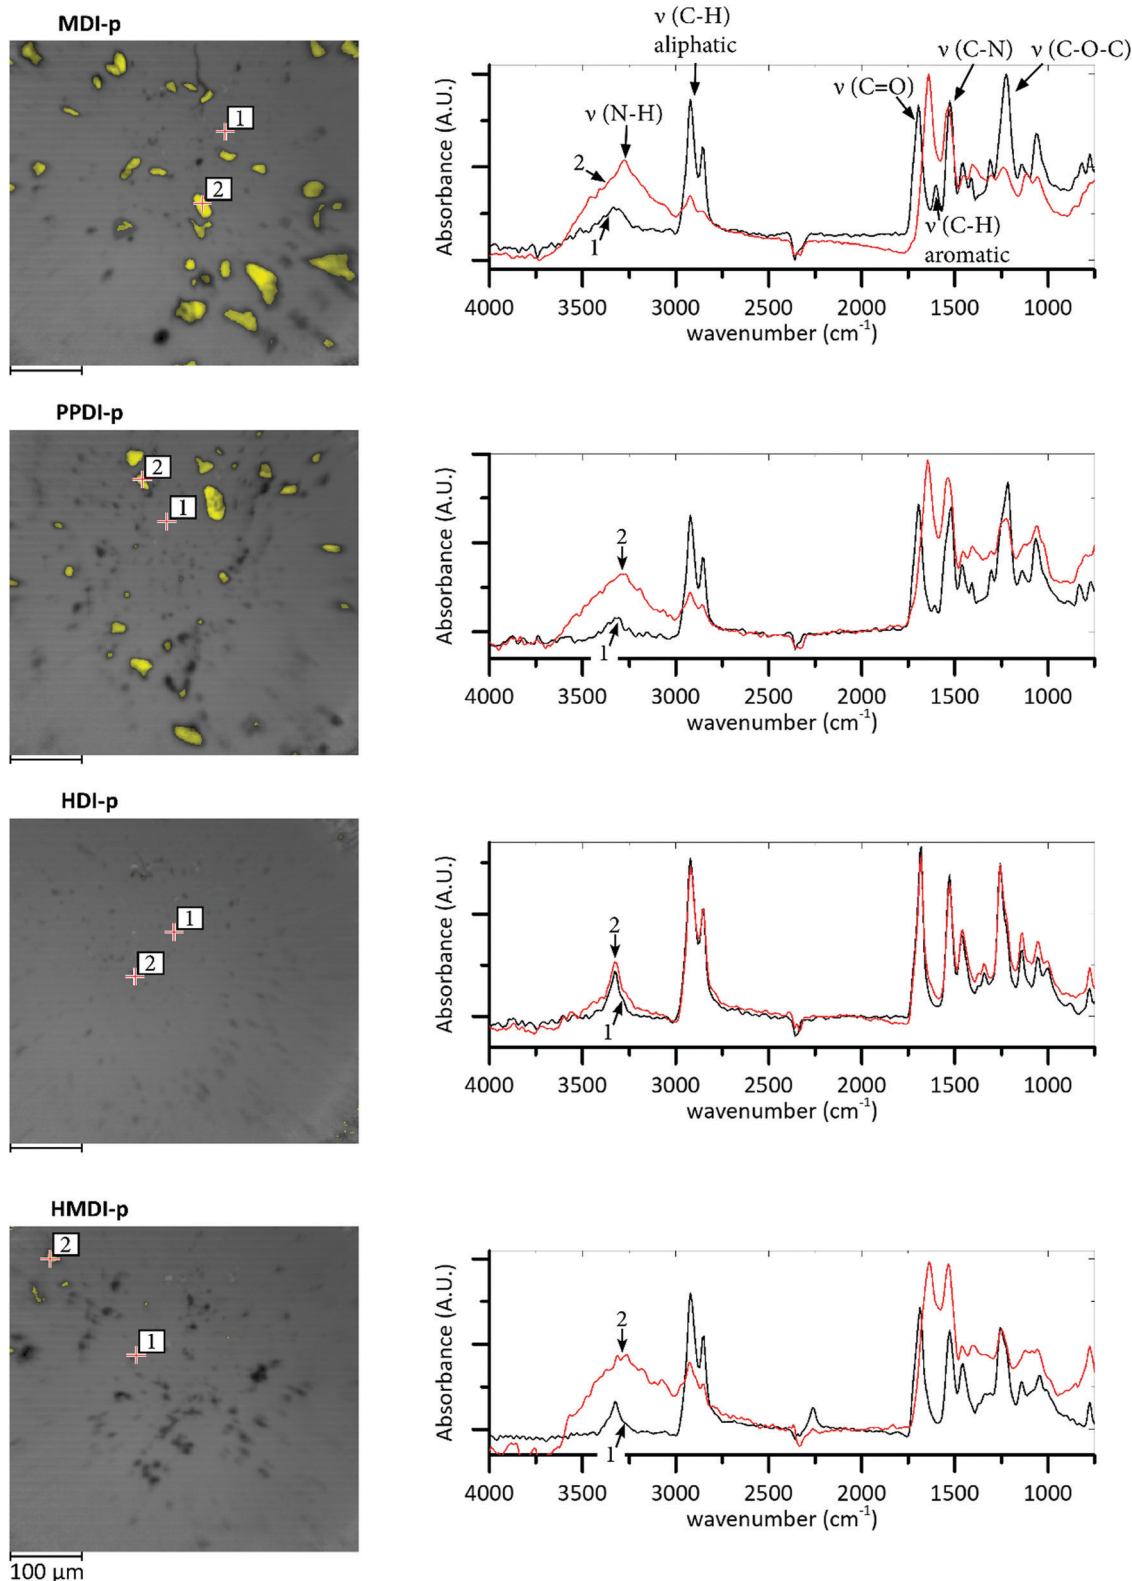 MDI-p
1
2
ν (C-H)
aliphatic
ν (C-N)
ν (C-O-C)
ν (C=O)
ν (N-H)
2
1
ν (C-H)
aromatic
Absorbance (A.U.)
4000 3500 3000 2500 2000 1500 1000
wavenumber (cm⁻¹)
PPDI-p
2
1
2
1
Absorbance (A.U.)
4000 3500 3000 2500 2000 1500 1000
wavenumber (cm⁻¹)
HDI-p
1
2
2
1
Absorbance (A.U.)
4000 3500 3000 2500 2000 1500 1000
wavenumber (cm⁻¹)
HMDI-p
2
1
2
1
Absorbance (A.U.)
4000 3500 3000 2500 2000 1500 1000
wavenumber (cm⁻¹)
100 µm